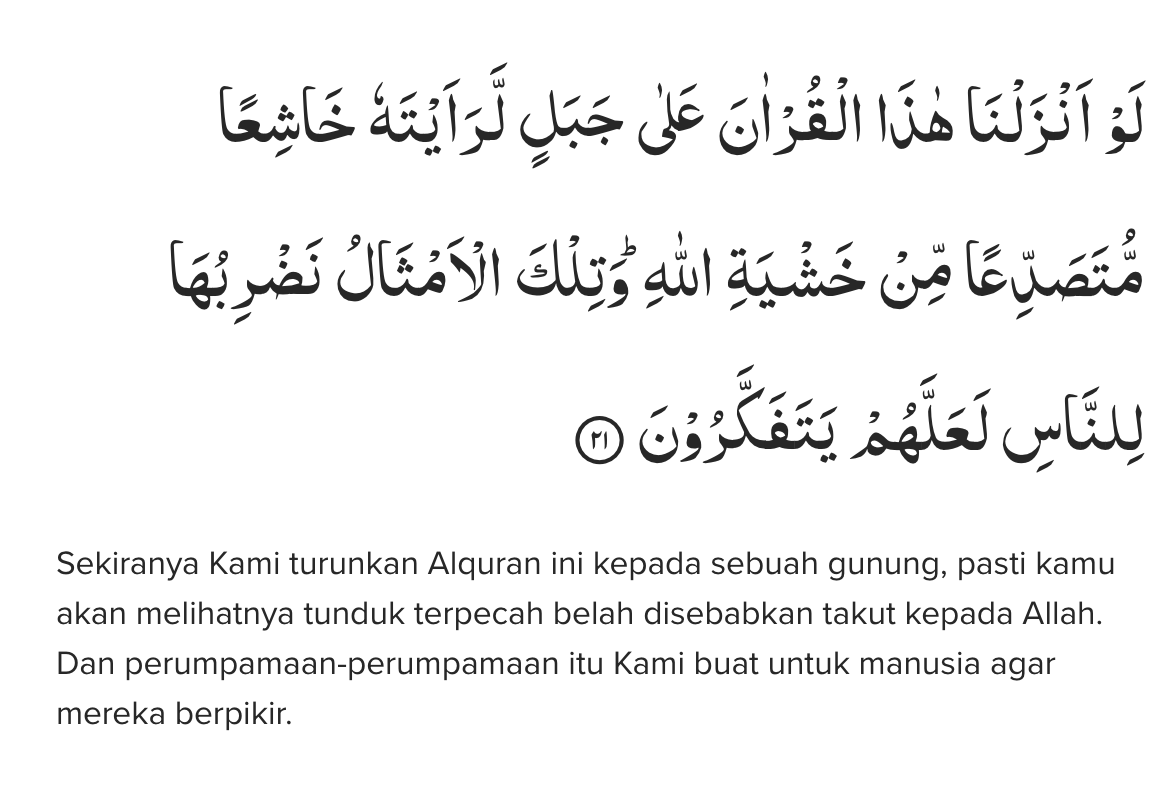 لَوْ اَنْزَلْنَا هٰذَا الْقُرْاٰنَ عَلٰى جَبَلٍ لَّرَاَيْتَهٗ خَاشِعًا
مُّتَصَدِّعًا مِّنْ خَشْيَةِ اللّٰهِ ۗوَتِلْكَ الْاَمْثَالُ نَضْرِبُهَا
لِلنَّاسِ لَعَلَّهُمْ يَتَفَكَّرُوْنَ ٢١
Sekiranya Kami turunkan Alquran ini kepada sebuah gunung, pasti kamu
akan melihatnya tunduk terpecah belah disebabkan takut kepada Allah.
Dan perumpamaan-perumpamaan itu Kami buat untuk manusia agar
mereka berpikir.